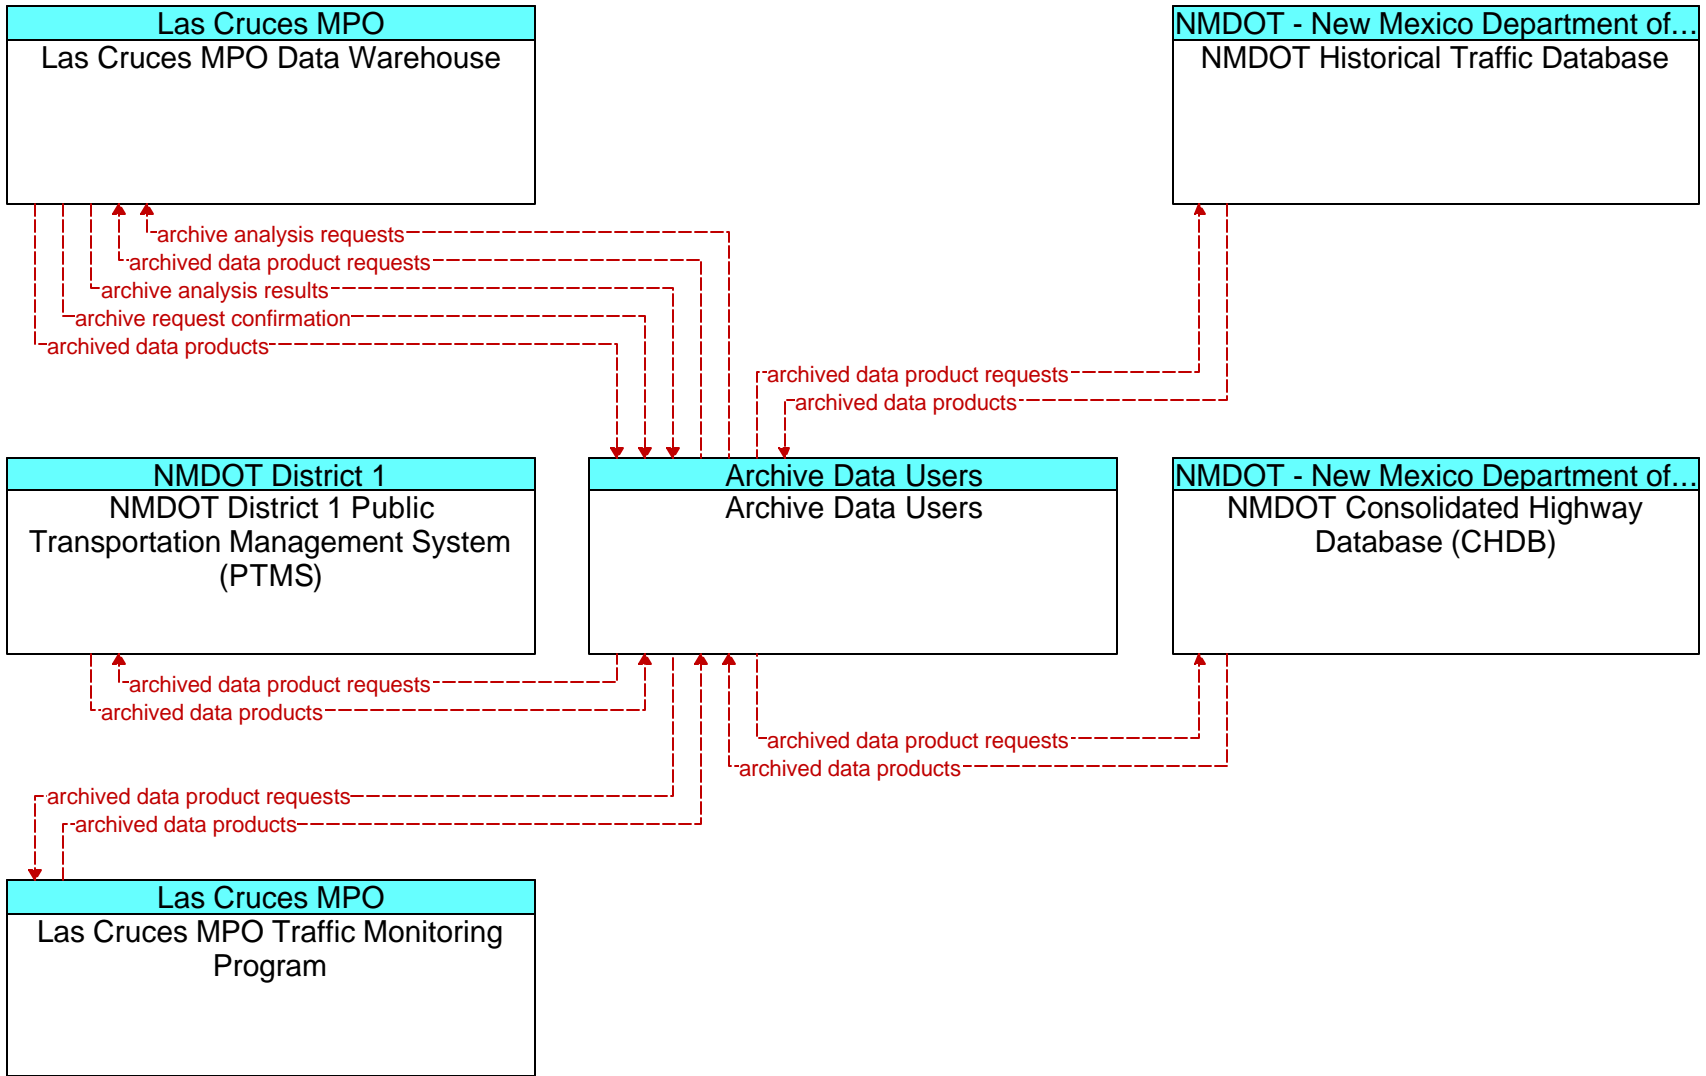 Las Cruces MPO
Las Cruces MPO Data Warehouse
NMDOT - New Mexico Department of...
NMDOT Historical Traffic Database
archive analysis requests
archived data product requests
archive analysis results
archive request confirmation
archived data products
archived data product requests
archived data products
NMDOT District 1
NMDOT District 1 Public
Transportation Management System
(PTMS)
Archive Data Users
Archive Data Users
NMDOT - New Mexico Department of...
NMDOT Consolidated Highway
Database (CHDB)
archived data product requests
archived data products
archived data product requests
archived data products
archived data product requests
archived data products
Las Cruces MPO
Las Cruces MPO Traffic Monitoring
Program